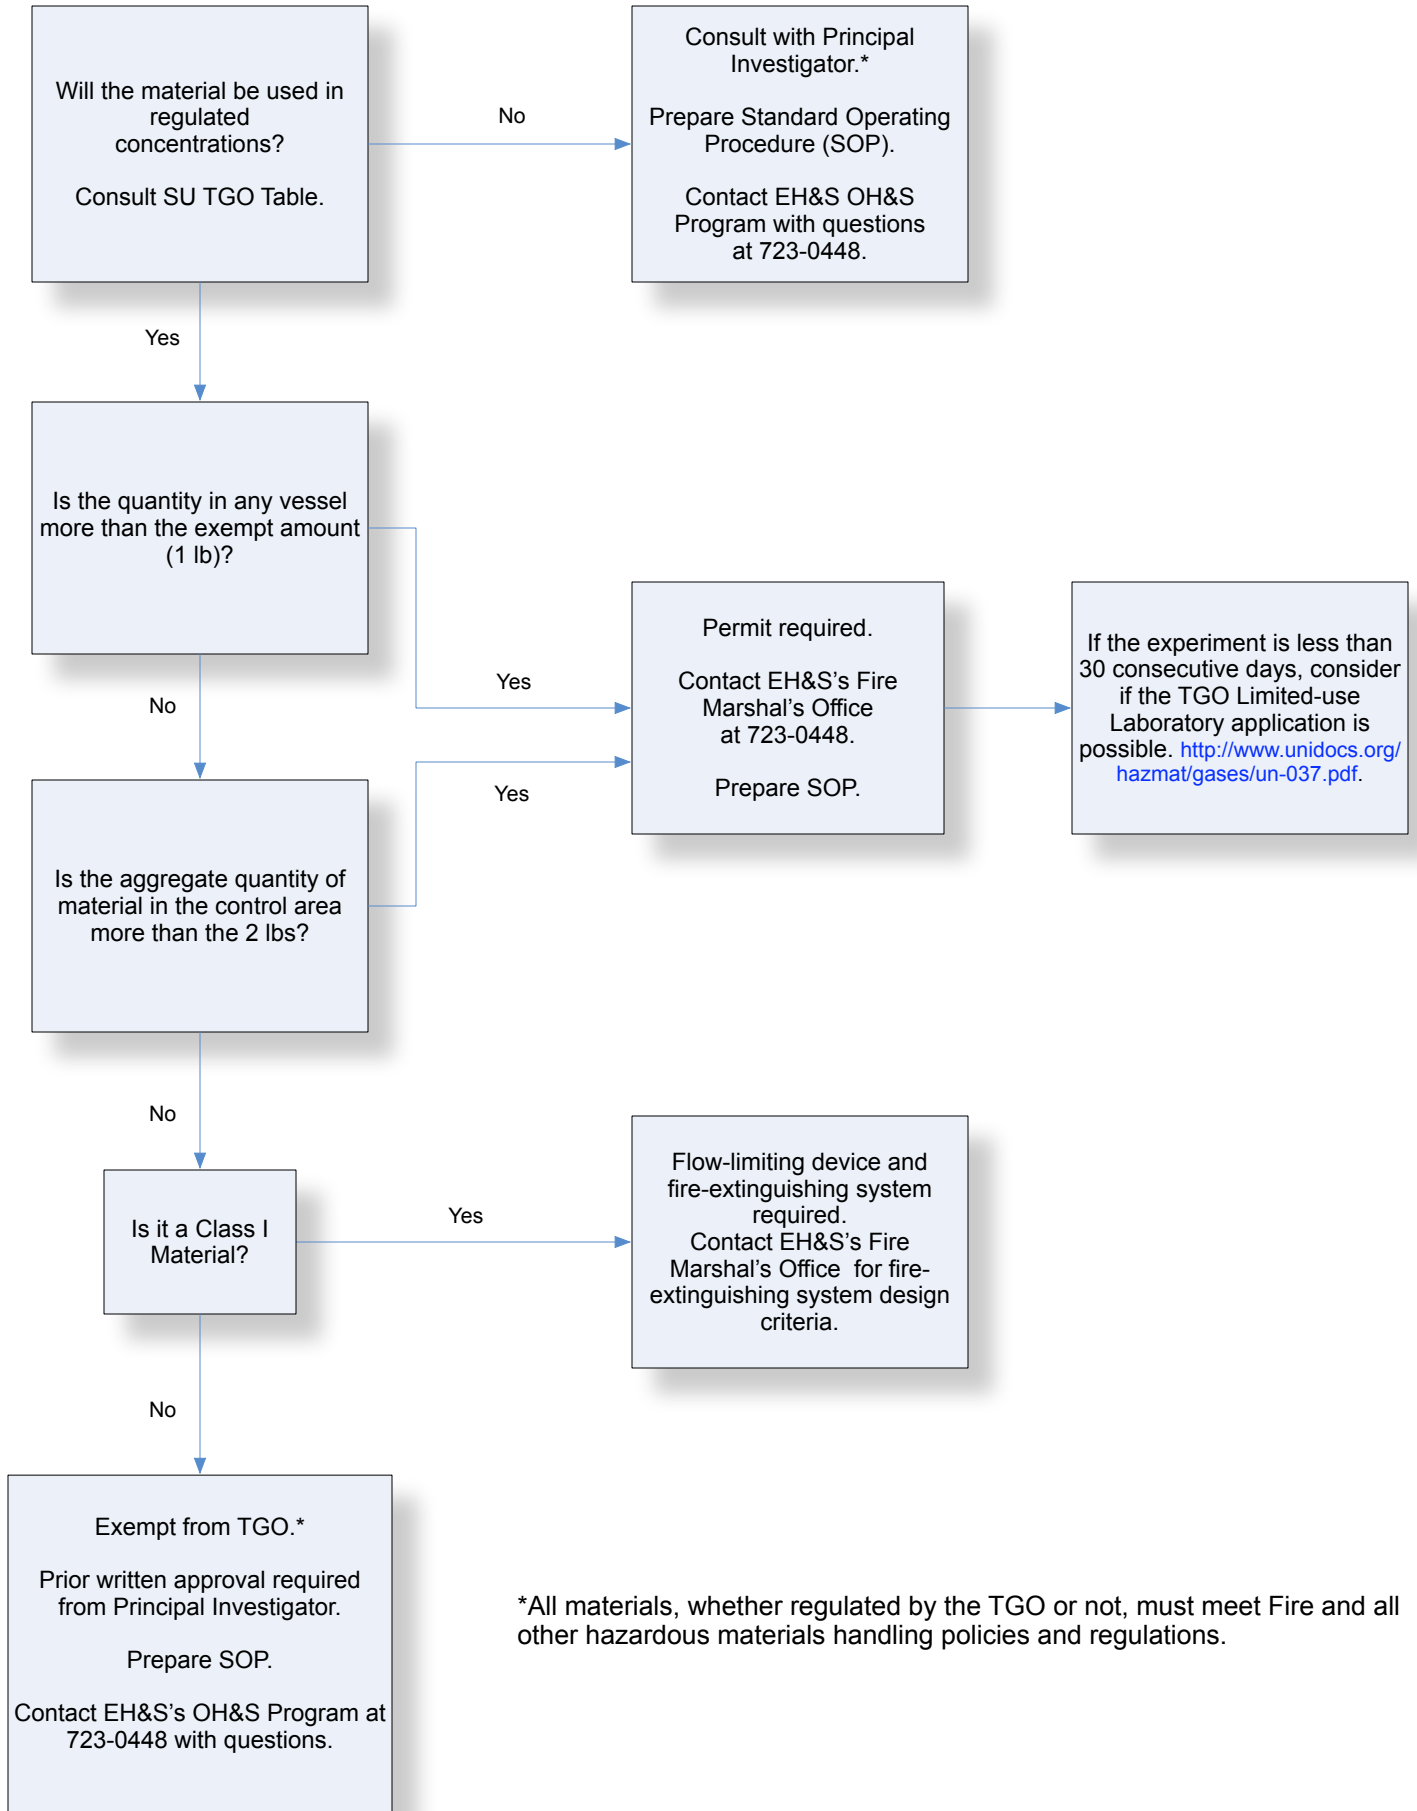 Will the material be used in
regulated
concentrations?
Consult SU TGO Table.
No
Consult with Principal
Investigator.*
Prepare Standard Operating
Procedure (SOP).
Contact EH&S OH&S
Program with questions
at 723-0448.
Yes
Is the quantity in any vessel
more than the exempt amount
(1 lb)?
Yes
No
Permit required.
Contact EH&S's Fire
Marshal's Office
at 723-0448.
Prepare SOP.
If the experiment is less than
30 consecutive days, consider
if the TGO Limited-use
Laboratory application is
possible. http://www.unidocs.org/
hazmat/gases/un-037.pdf.
Yes
Is the aggregate quantity of
material in the control area
more than the 2 lbs?
No
Is it a Class I
Material?
Yes
Flow-limiting device and
fire-extinguishing system
required.
Contact EH&S's Fire
Marshal's Office  for fire-
extinguishing system design
criteria.
No
Exempt from TGO.*
Prior written approval required
from Principal Investigator.
Prepare SOP.
Contact EH&S's OH&S Program at
723-0448 with questions.
*All materials, whether regulated by the TGO or not, must meet Fire and all
other hazardous materials handling policies and regulations.